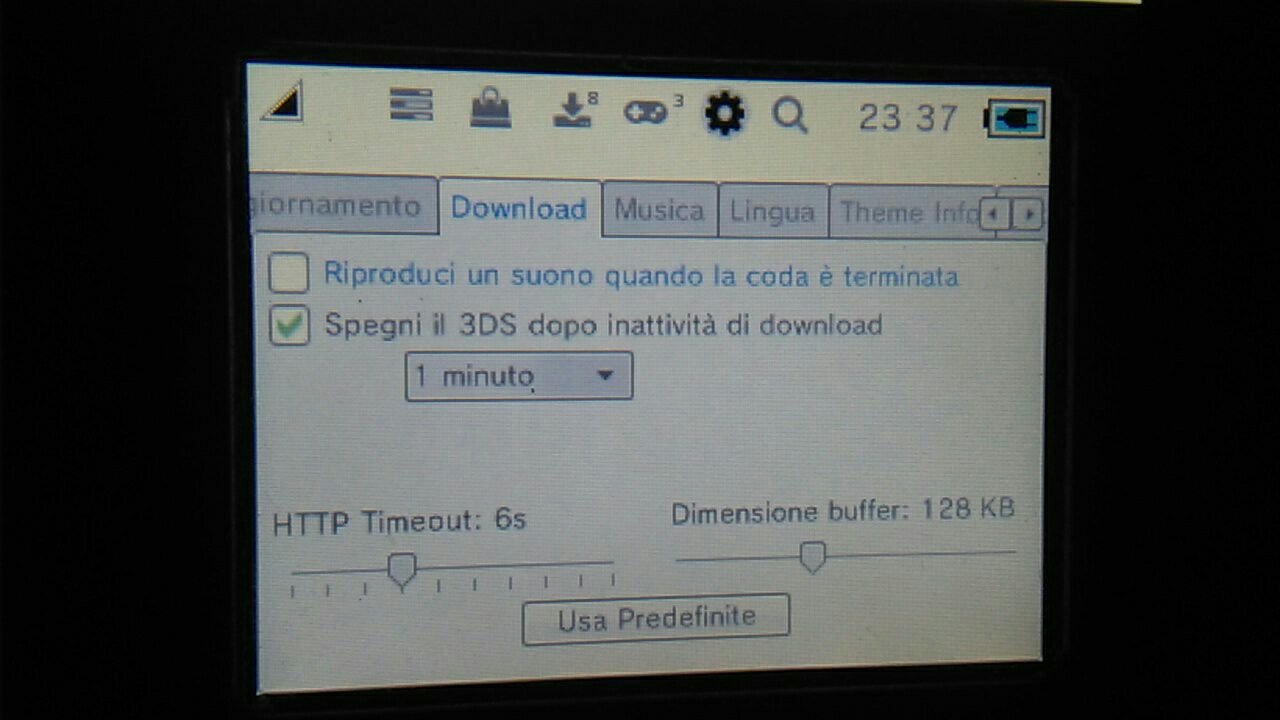 8 3 23 37
giornamento Download Musica Lingua Theme Info
Riproduci un suono quando la coda è terminata
Spegni il 3DS dopo inattività di download
1 minuto
HTTP Timeout: 6s Dimensione buffer: 128 KB
Usa Predefinite